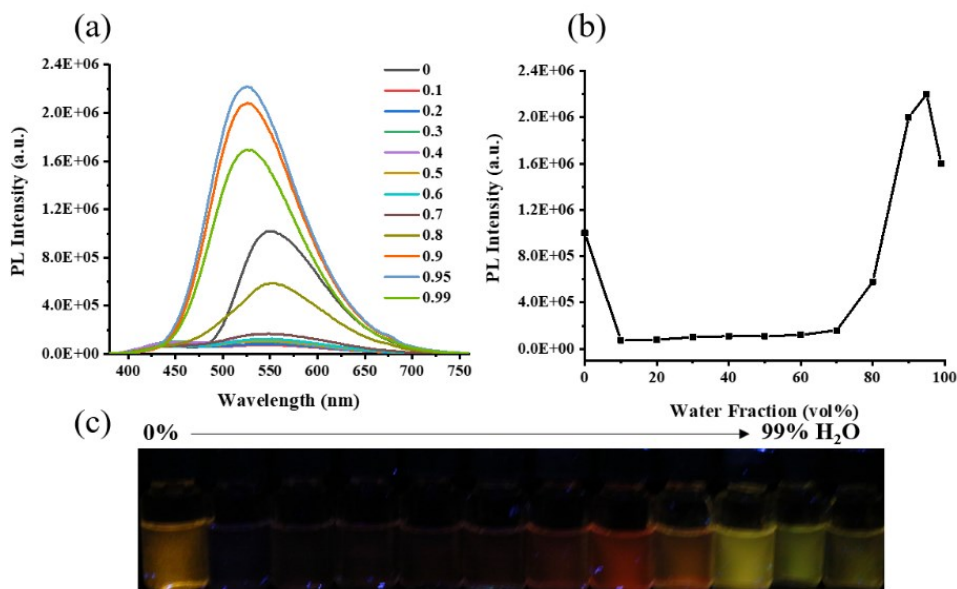 (a)
2.4E+06
2.0E+06
1.6E+06
1.2E+06
8.0E+05
4.0E+05
0.0E+00
PL Intensity (a.u.)
400 450 500 550 600 650 700 750
Wavelength (nm)
0
0.1
0.2
0.3
0.4
0.5
0.6
0.7
0.8
0.9
0.95
0.99
(b)
2.4E+06
2.0E+06
1.6E+06
1.2E+06
8.0E+05
4.0E+05
0.0E+00
PL Intensity (a.u.)
0 20 40 60 80 100
Water Fraction (vol%)
(c)
0% 99% H₂O